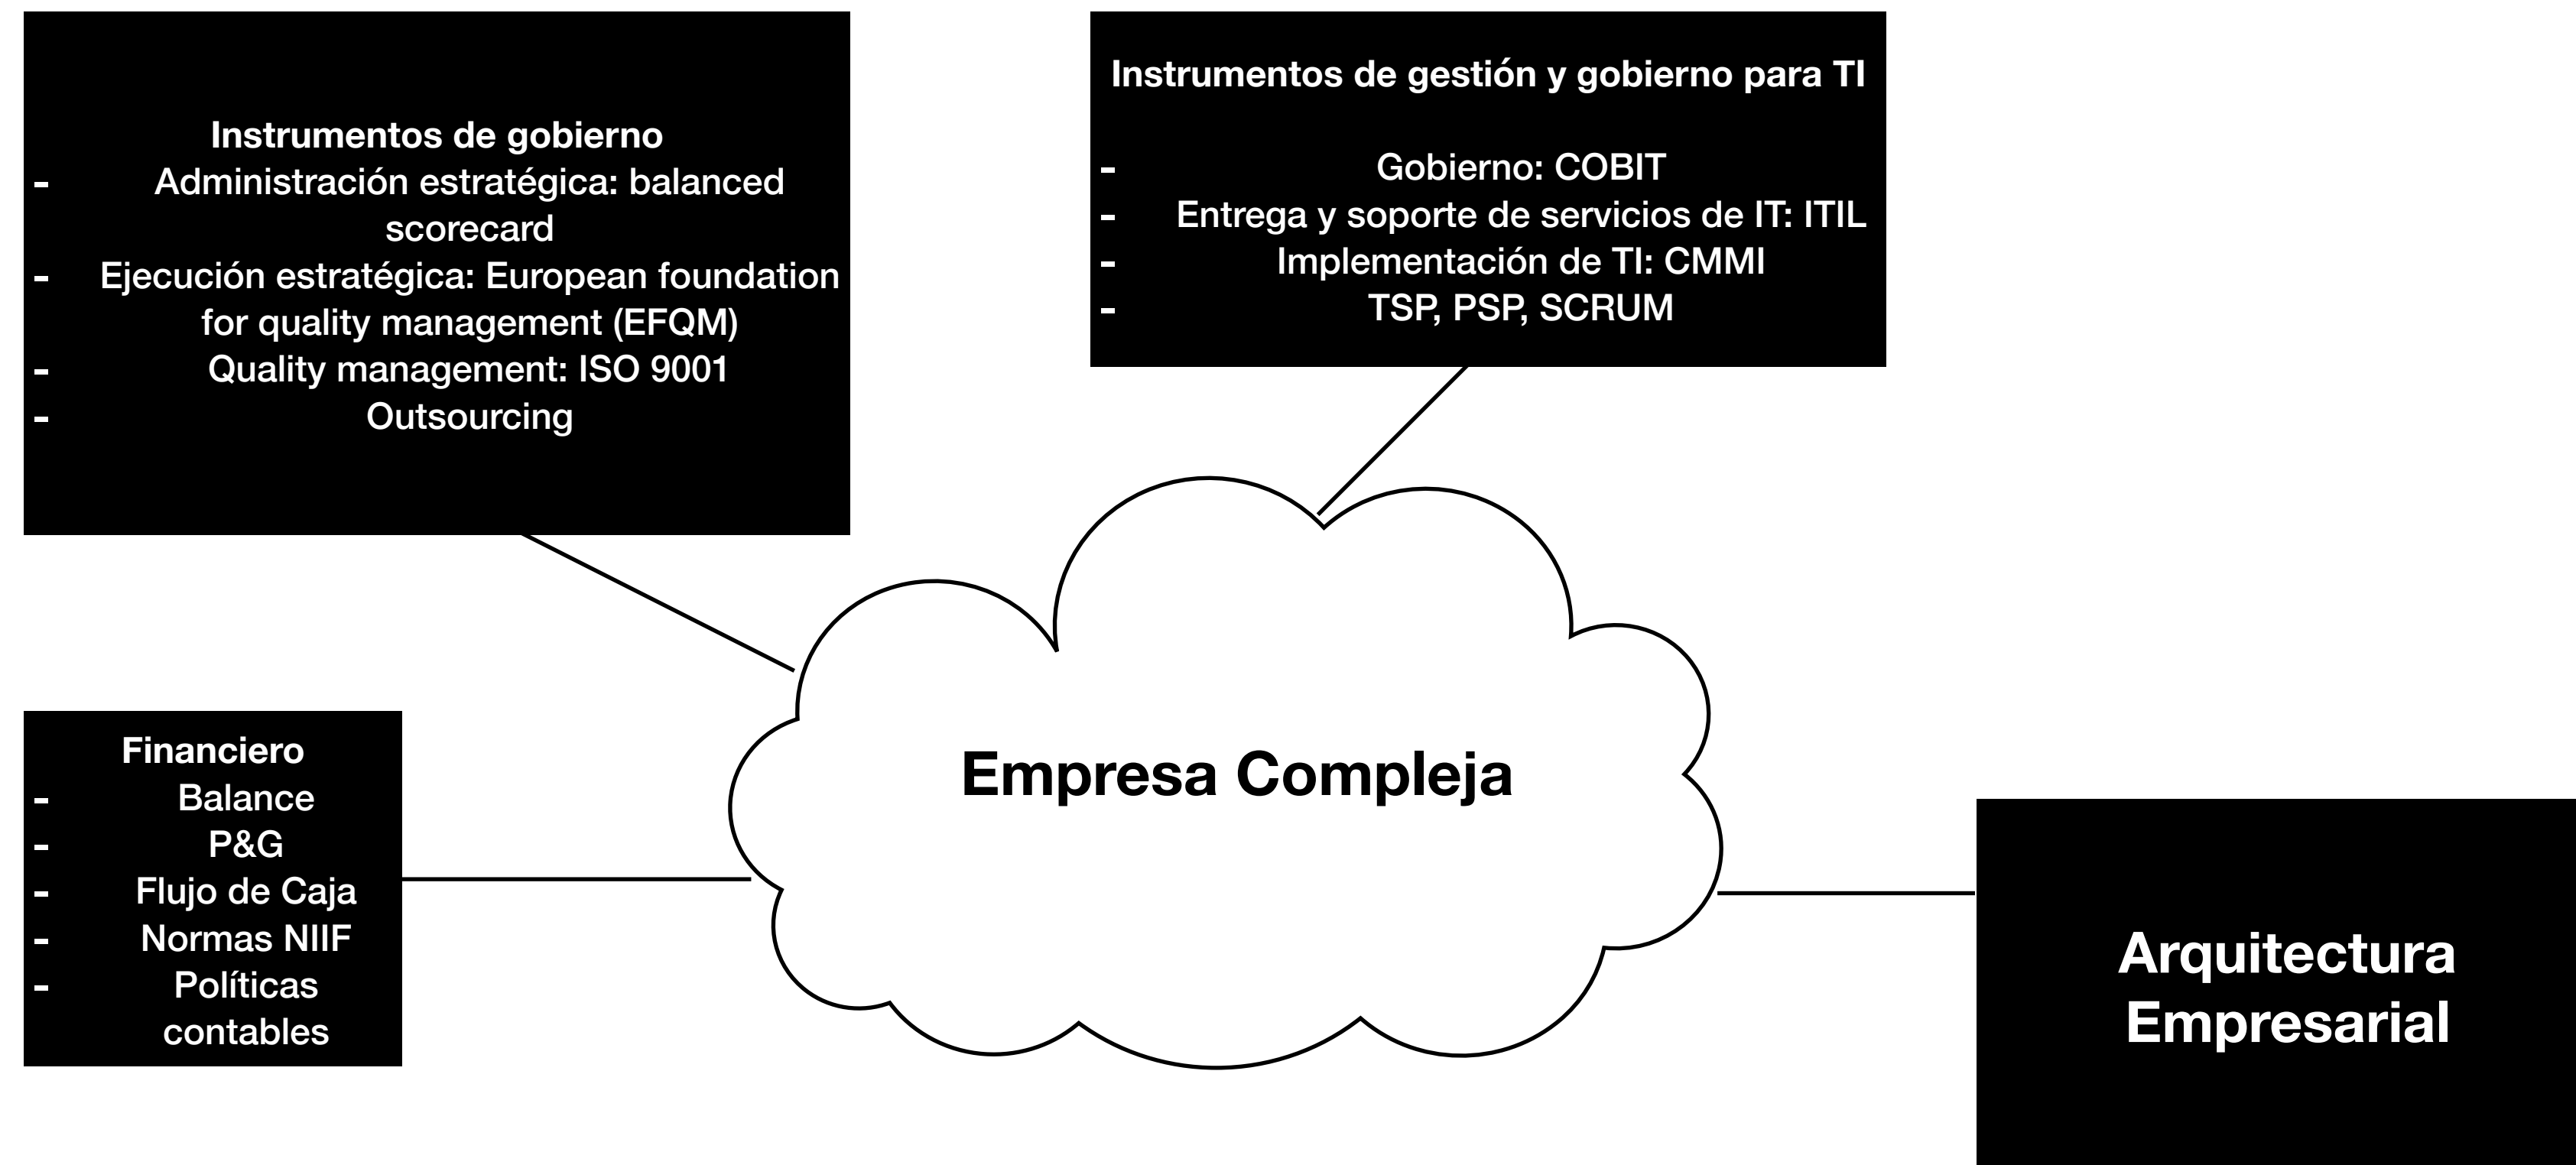 Instrumentos de gobierno
- Administración estratégica: balanced
scorecard
- Ejecución estratégica: European foundation
for quality management (EFQM)
- Quality management: ISO 9001
- Outsourcing
Instrumentos de gestión y gobierno para TI
- Gobierno: COBIT
- Entrega y soporte de servicios de IT: ITIL
- Implementación de TI: CMMI
- TSP, PSP, SCRUM
Financiero
- Balance
- P&G
- Flujo de Caja
- Normas NIIF
- Políticas
contables
Empresa Compleja
Arquitectura
Empresarial